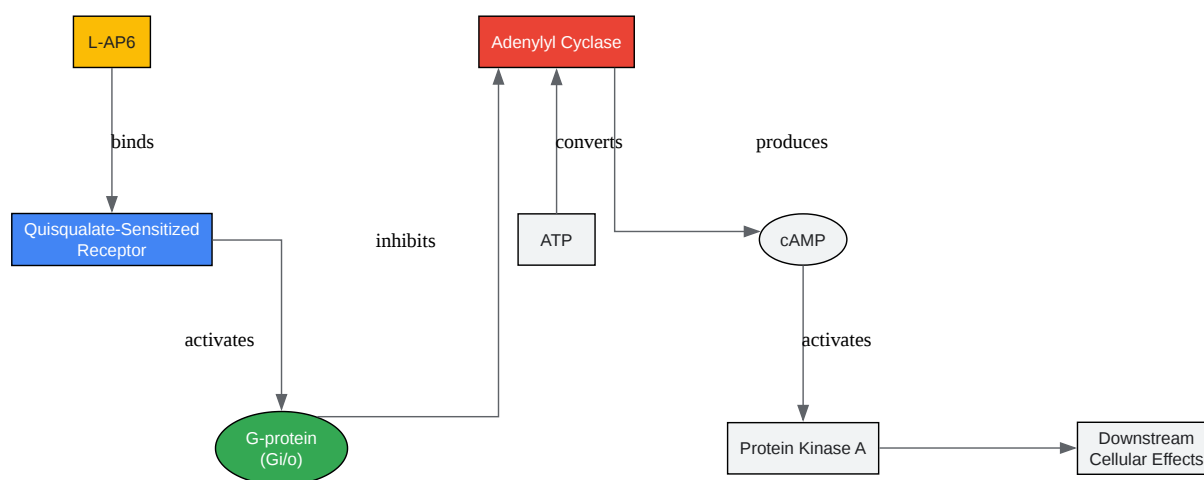 L-AP6
Adenylyl Cyclase
binds
converts
produces
Quisqualate-Sensitized
Receptor
inhibits
ATP
cAMP
activates
activates
G-protein
(Gi/o)
Protein Kinase A
Downstream
Cellular Effects